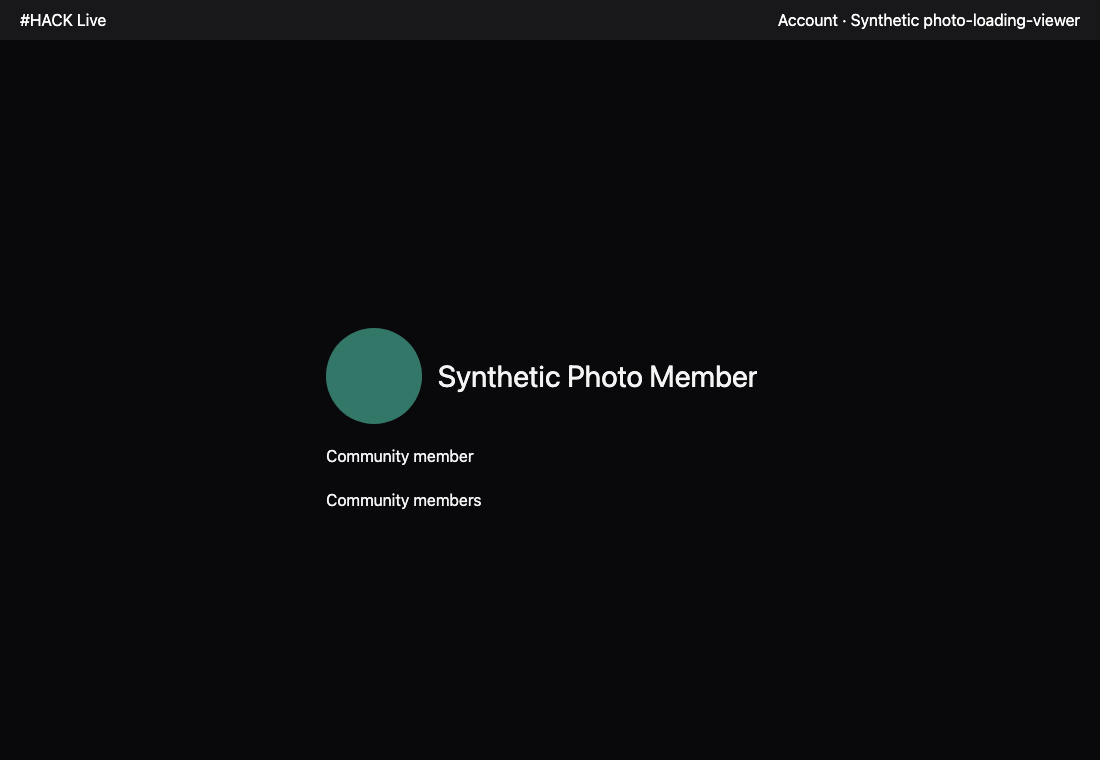 #HACK Live
Account · Synthetic photo-loading-viewer
Synthetic Photo Member
Community member
Community members